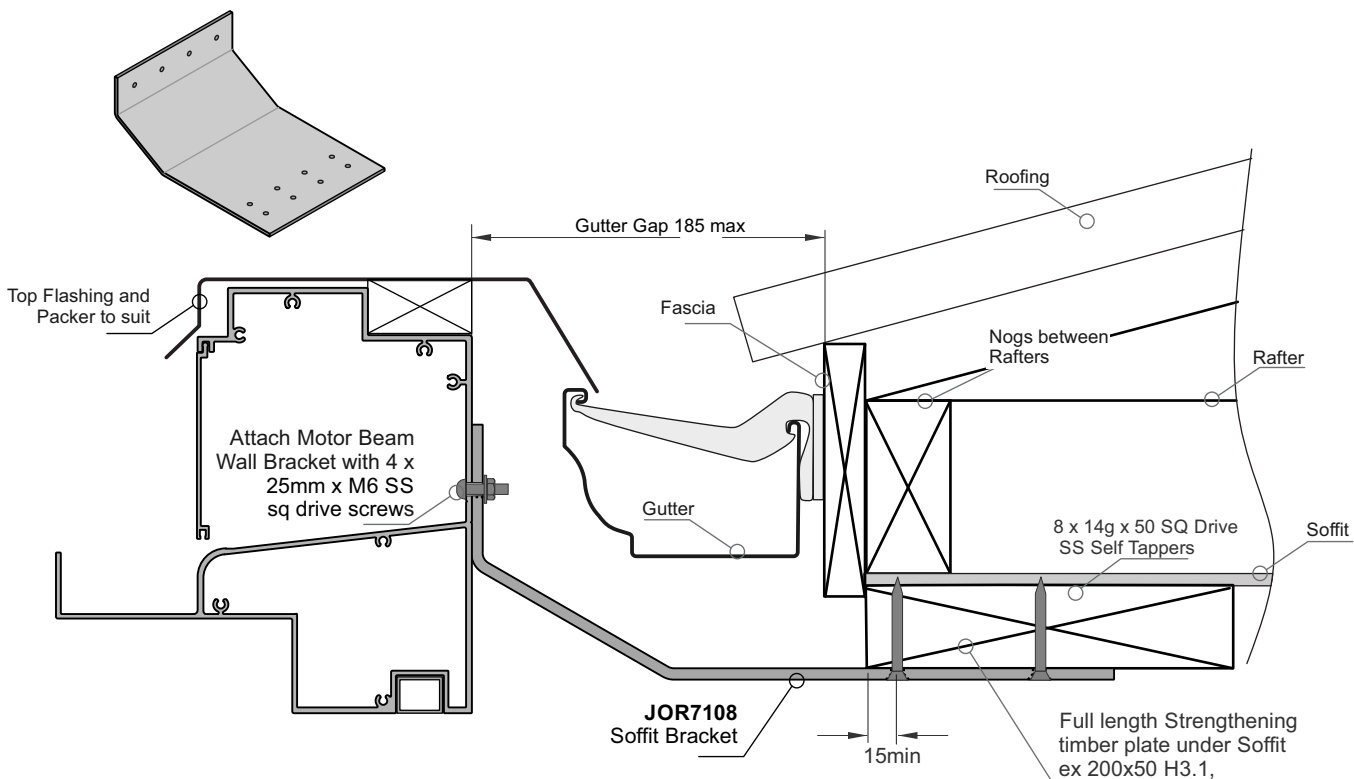 Roofing
Gutter Gap 185 max
Top Flashing and
Packer to suit
Fascia
Nogs between
Rafters
Rafter
Attach Motor Beam
Wall Bracket with 4 x
25mm x M6 SS
sq drive screws
Gutter
8 x 14g x 50 SQ Drive
SS Self Tappers
Soffit
JOR7108
Soffit Bracket
15min
Full length Strengthening
timber plate under Soffit
ex 200x50 H3.1,